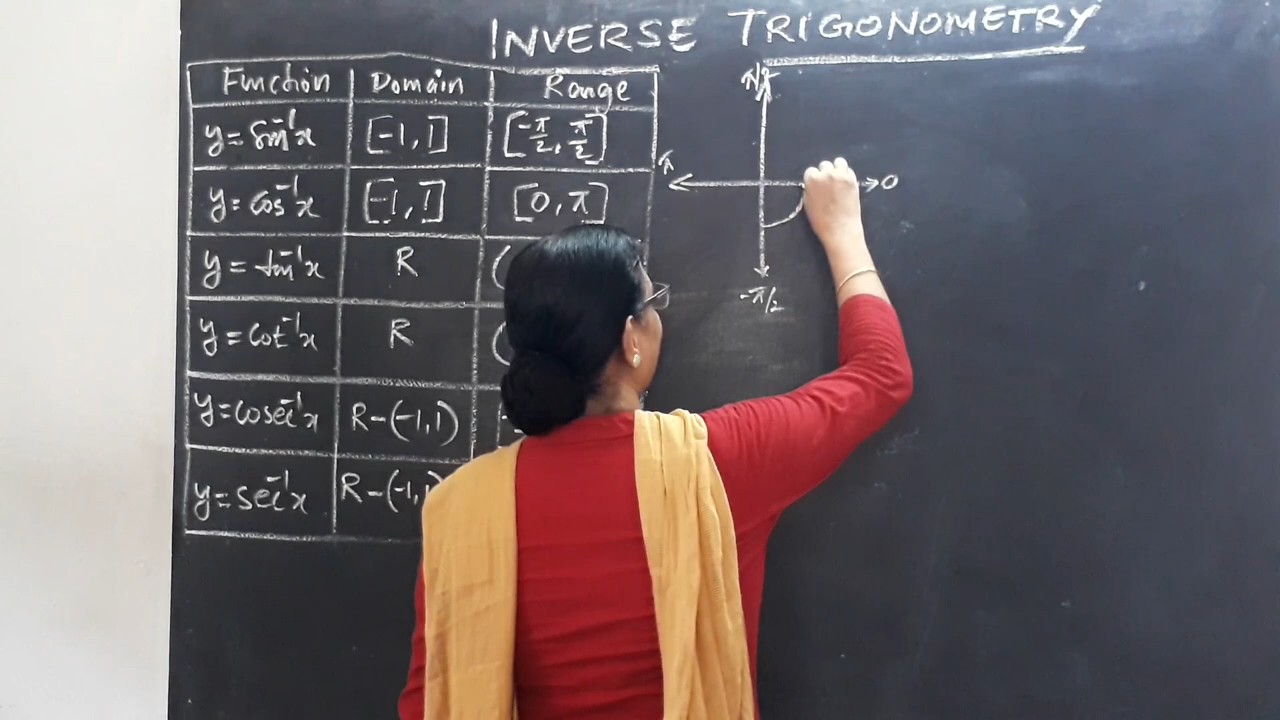 INVERSE TRIGONOMETRY
Function Domain Range
y = sin⁻¹x [-1, 1] [-π/2, π/2]
y = cos⁻¹x [-1, 1] [0, π]
y = tan⁻¹x R (
y = cot⁻¹x R (
y = cosec⁻¹x R-(-1,1) [-
y = sec⁻¹x R-(-1,1)
π/2
π 0
-π/2